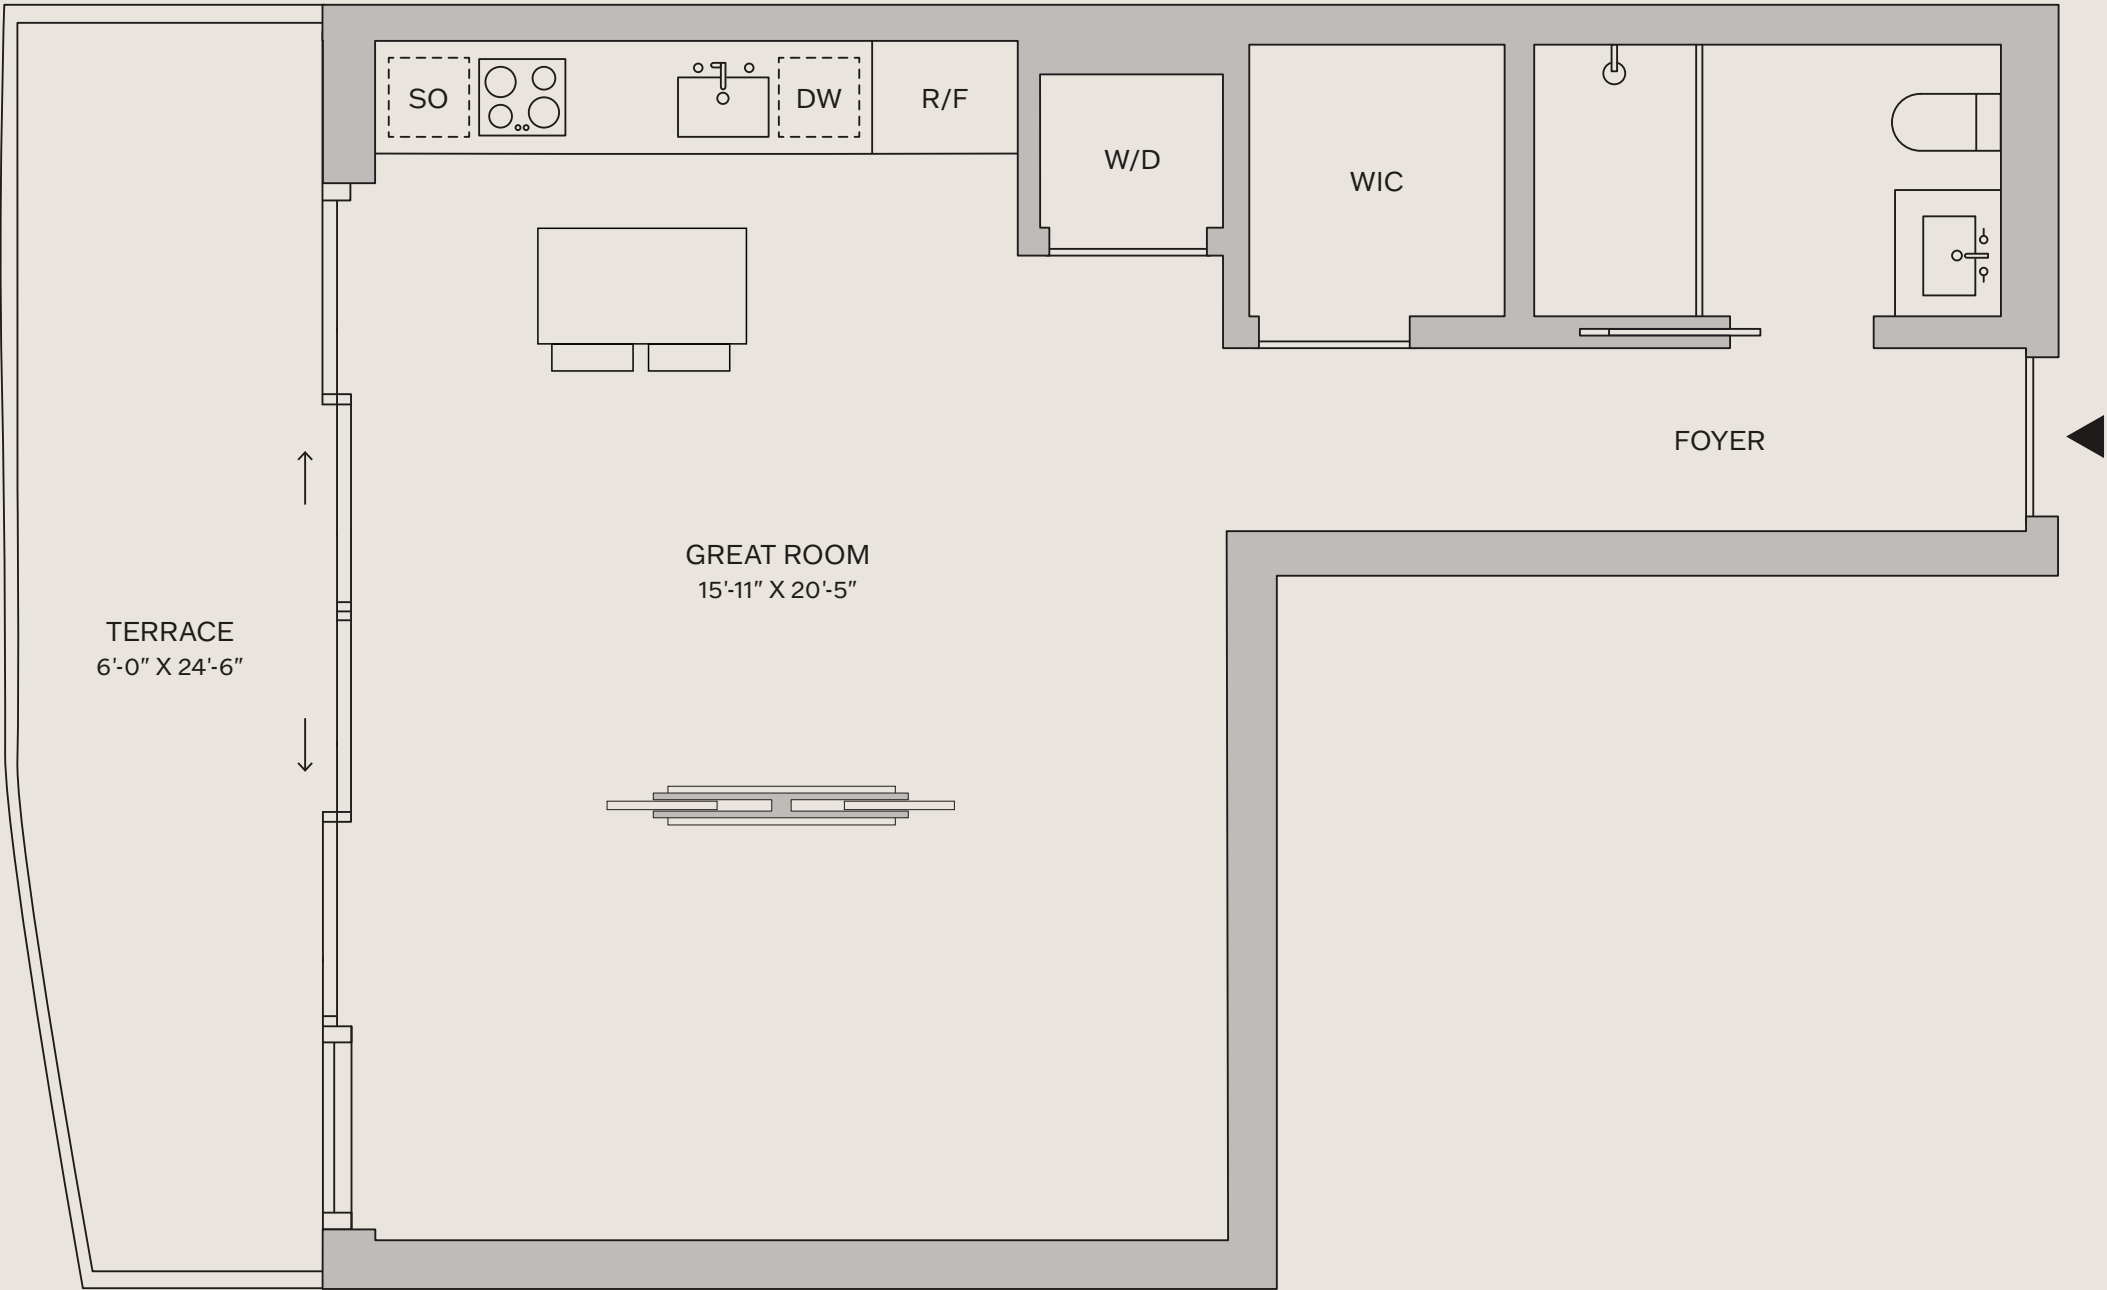 SO
DW
R/F
W/D
WIC
FOYER
GREAT ROOM
15'-11" X 20'-5"
TERRACE
6'-0" X 24'-6"